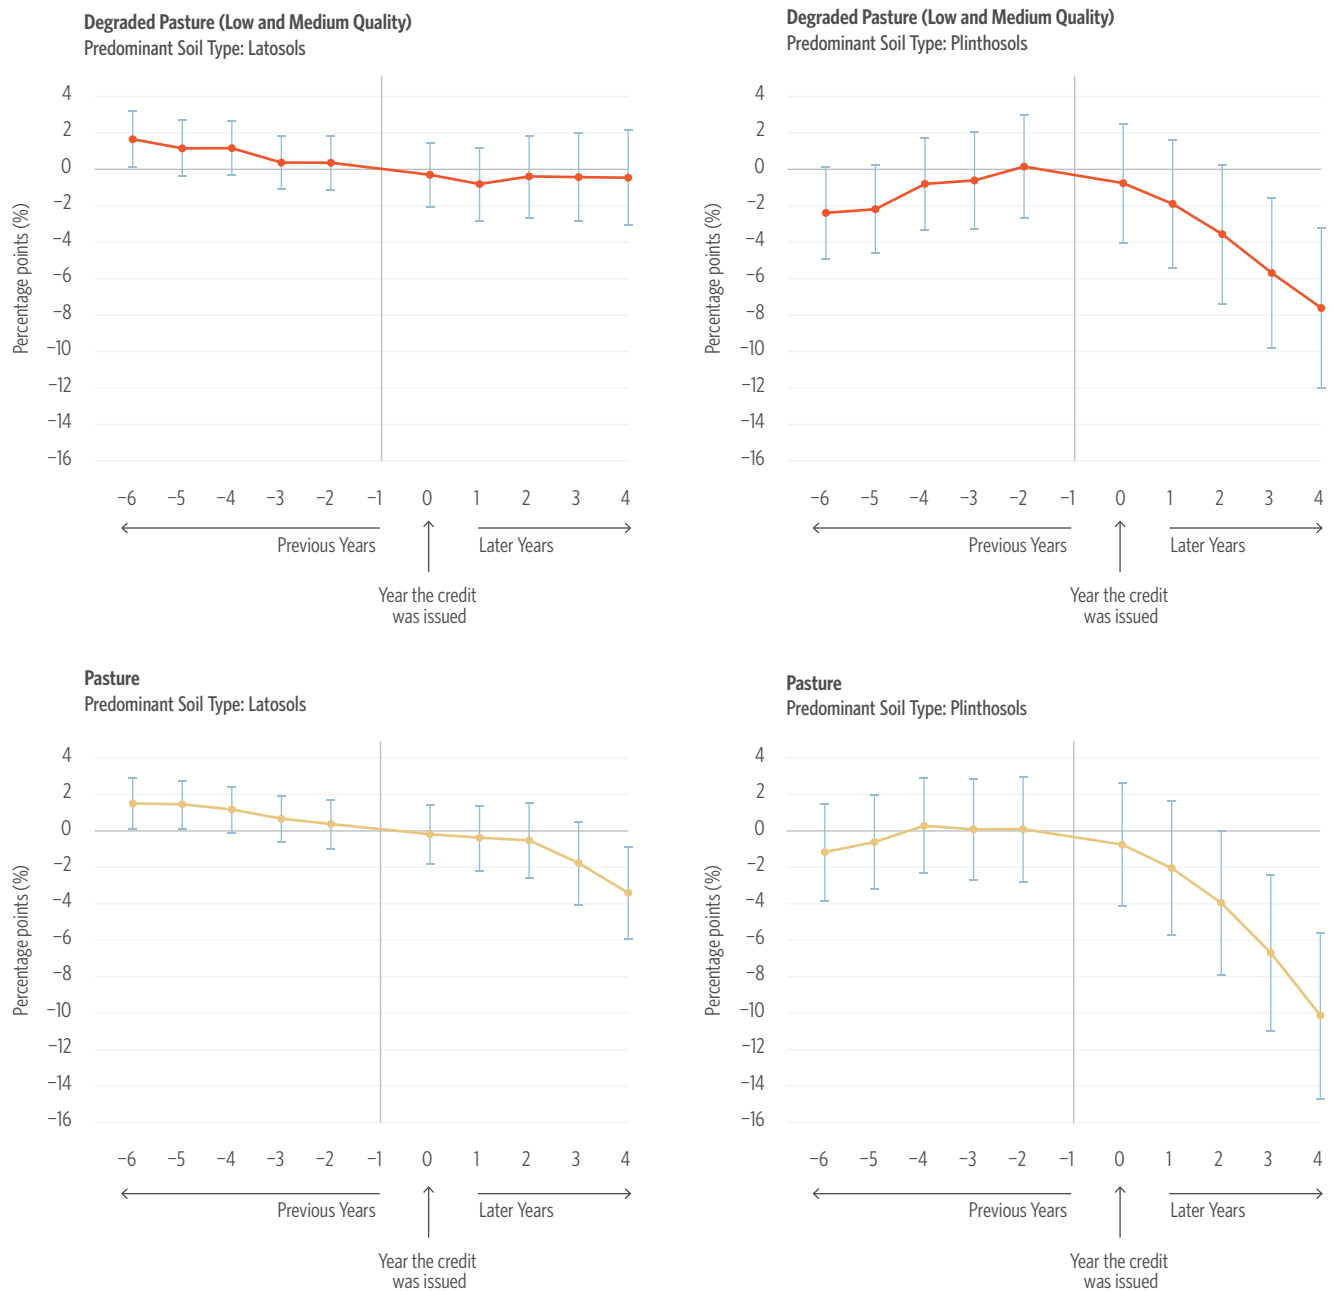 Degraded Pasture (Low and Medium Quality)
Predominant Soil Type: Latosols
Percentage points (%)
4
2
0
−2
−4
−6
−8
−10
−12
−14
−16
−6 −5 −4 −3 −2 −1 0 1 2 3 4
Previous Years
Later Years
Year the credit
was issued
Degraded Pasture (Low and Medium Quality)
Predominant Soil Type: Plinthosols
Percentage points (%)
4
2
0
−2
−4
−6
−8
−10
−12
−14
−16
−6 −5 −4 −3 −2 −1 0 1 2 3 4
Previous Years
Later Years
Year the credit
was issued
Pasture
Predominant Soil Type: Latosols
Percentage points (%)
4
2
0
−2
−4
−6
−8
−10
−12
−14
−16
−6 −5 −4 −3 −2 −1 0 1 2 3 4
Previous Years
Later Years
Year the credit
was issued
Pasture
Predominant Soil Type: Plinthosols
Percentage points (%)
4
2
0
−2
−4
−6
−8
−10
−12
−14
−16
−6 −5 −4 −3 −2 −1 0 1 2 3 4
Previous Years
Later Years
Year the credit
was issued